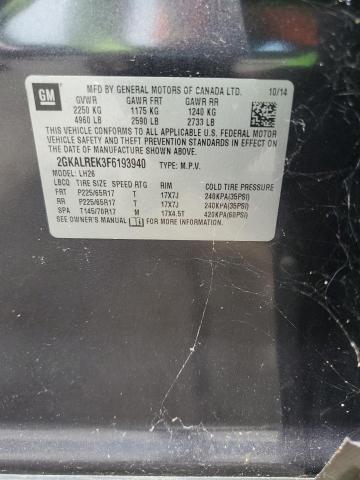 GM MFD BY GENERAL MOTORS OF CANADA LTD. 10/14
GVWR GAWR FRT GAWR RR
2250 KG 1175 KG 1240 KG
4960 LB 2590 LB 2733 LB
THIS VEHICLE CONFORMS TO ALL APPLICABLE U.S. FEDERAL MOTOR
VEHICLE SAFETY, BUMPER, AND THEFT PREVENTION STANDARDS IN
EFFECT ON THE DATE OF MANUFACTURE SHOWN ABOVE.
2GKALREK3F6193940 TYPE: M.P.V.
MODEL: LH26
LBCQ TIRE SIZE SPEED RTG RIM COLD TIRE PRESSURE
FRT P225/65R17 T 17X7J 240KPA(35PSI)
RR P225/65R17 T 17X7J 240KPA(35PSI)
SPA T145/70R17 M 17X4.5T 420KPA(60PSI)
SEE OWNER'S MANUAL FOR MORE INFORMATION.